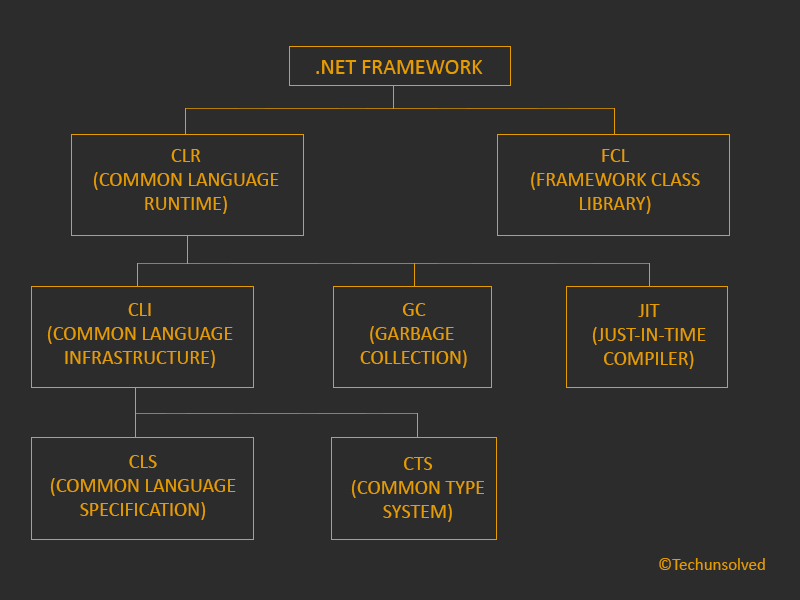 .NET FRAMEWORK
CLR
(COMMON LANGUAGE
RUNTIME)
FCL
(FRAMEWORK CLASS
LIBRARY)
CLI
(COMMON LANGUAGE
INFRASTRUCTURE)
GC
(GARBAGE
COLLECTION)
JIT
(JUST-IN-TIME
COMPILER)
CLS
(COMMON LANGUAGE
SPECIFICATION)
CTS
(COMMON TYPE
SYSTEM)
©Techunsolved